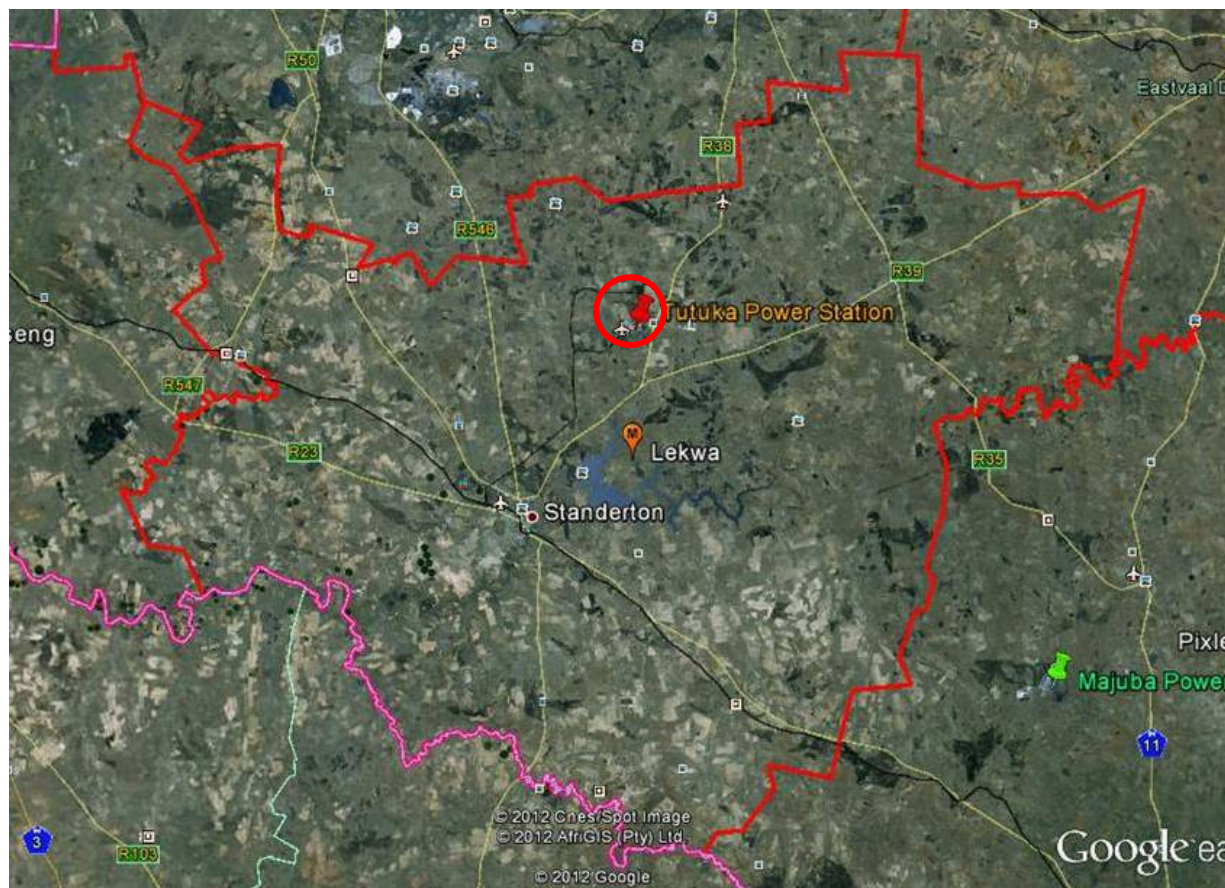 R50
Eastvaal D
R38
R546
R39
Tutuka Power Station
seng
R547
R23
Lekwa
R35
Standerton
Pixle
Majuba Power
11
© 2012 Cnes/Spot Image
© 2012 AfriGIS (Pty) Ltd.
3
R103
Google ea
© 2012 Google